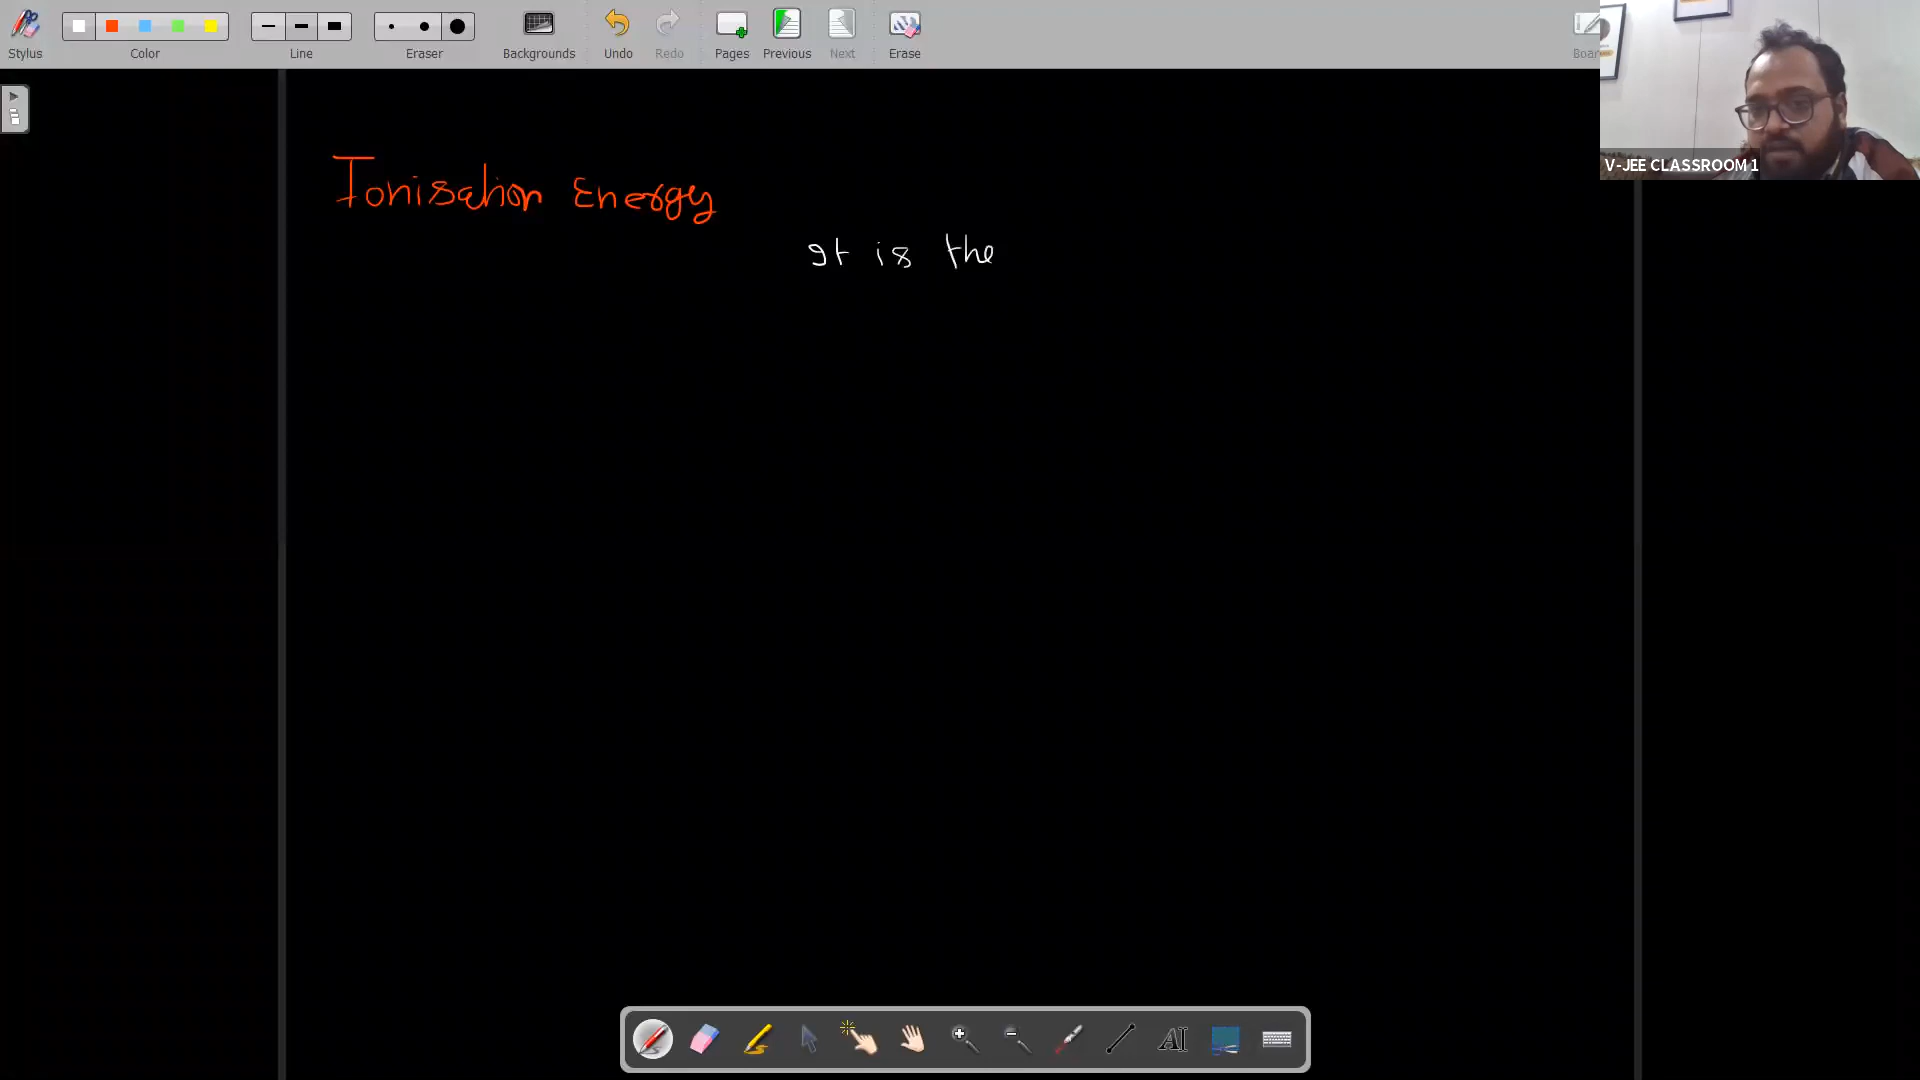 Stylus
Color
Line
Eraser
Backgrounds
Undo
Redo
Pages
Previous
Next
Erase
V-JEE CLASSROOM 1
Ionisation Energy
It is the